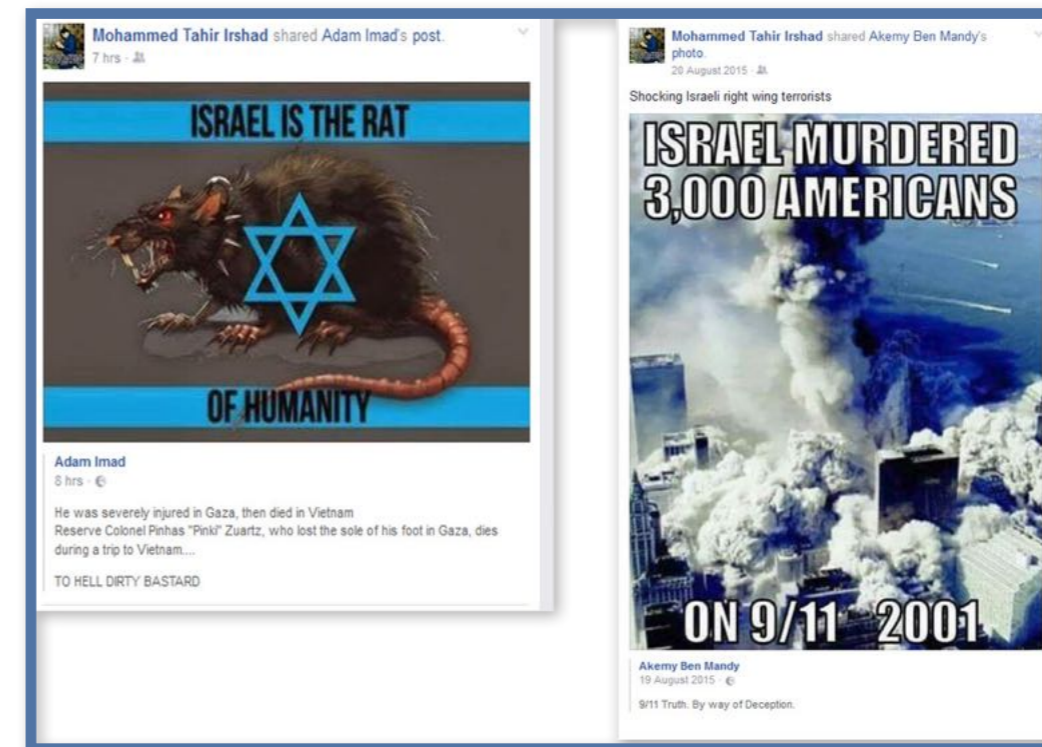 Mohammed Tahir Irshad shared Adam Imad's post.
7 hrs ·
ISRAEL IS THE RAT
OF HUMANITY
Adam Imad
8 hrs ·
He was severely injured in Gaza, then died in Vietnam
Reserve Colonel Pinhas "Pinki" Zuartz, who lost the sole of his foot in Gaza, dies
during a trip to Vietnam....
TO HELL DIRTY BASTARD
Mohammed Tahir Irshad shared Akemy Ben Mandy's
photo.
20 August 2015 ·
Shocking Israeli right wing terrorists
ISRAEL MURDERED
3,000 AMERICANS
ON 9/11 2001
Akemy Ben Mandy
19 August 2015 ·
9/11 Truth. By way of Deception.